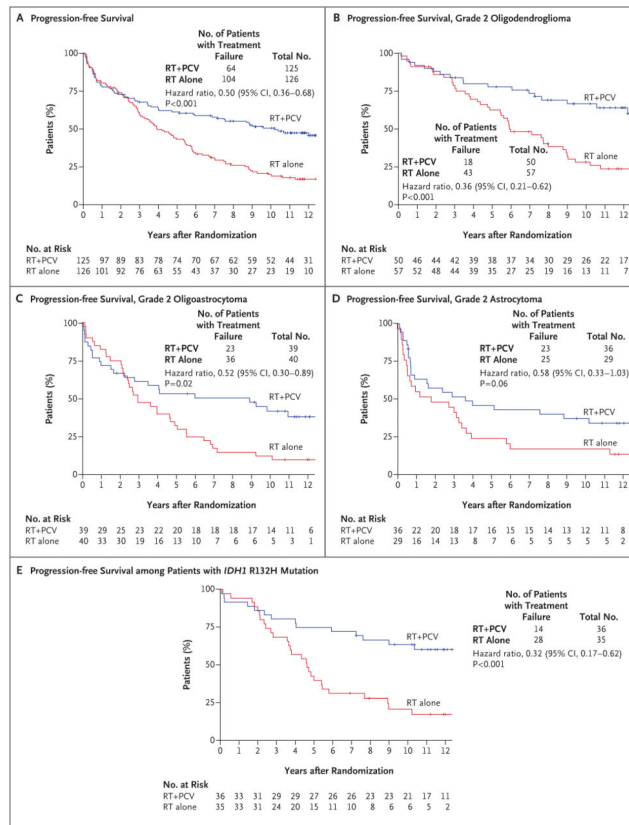 A Progression-free Survival
No. of Patients
with Treatment
Failure Total No.
RT+PCV 64 125
RT Alone 104 126
Hazard ratio, 0.50 (95% CI, 0.36–0.68)
P<0.001
RT+PCV
RT alone
Patients (%)
100
75
50
25
0
0 1 2 3 4 5 6 7 8 9 10 11 12
Years after Randomization
No. at Risk
RT+PCV 125 97 89 83 78 75 74 70 67 62 59 52 44 31
RT alone 126 101 92 76 63 55 43 37 30 27 23 19 10
B Progression-free Survival, Grade 2 Oligodendroglioma
No. of Patients
with Treatment
Failure Total No.
RT+PCV 18 50
RT Alone 43 57
Hazard ratio, 0.36 (95% CI, 0.21–0.62)
P<0.001
RT+PCV
RT alone
Patients (%)
100
75
50
25
0
0 1 2 3 4 5 6 7 8 9 10 11 12
Years after Randomization
No. at Risk
RT+PCV 50 46 44 42 39 38 37 34 30 29 26 22 17
RT alone 57 52 48 44 39 35 27 25 19 16 13 11 7
C Progression-free Survival, Grade 2 Oligoastrocytoma
No. of Patients
with Treatment
Failure Total No.
RT+PCV 23 39
RT Alone 36 40
Hazard ratio, 0.52 (95% CI, 0.30–0.89)
P=0.02
RT+PCV
RT alone
Patients (%)
100
75
50
25
0
0 1 2 3 4 5 6 7 8 9 10 11 12
Years after Randomization
No. at Risk
RT+PCV 39 29 25 23 22 20 18 18 18 17 14 11 6
RT alone 40 33 30 19 16 13 10 7 6 6 5 3 1
D Progression-free Survival, Grade 2 Astrocytoma
No. of Patients
with Treatment
Failure Total No.
RT+PCV 23 36
RT Alone 25 29
Hazard ratio, 0.58 (95% CI, 0.33–1.03)
P=0.06
RT+PCV
RT alone
Patients (%)
100
75
50
25
0
0 1 2 3 4 5 6 7 8 9 10 11 12
Years after Randomization
No. at Risk
RT+PCV 36 22 20 18 17 16 15 15 14 13 12 11 8
RT alone 29 16 14 13 8 7 6 5 5 5 5 5 2
E Progression-free Survival among Patients with IDH1 R132H Mutation
No. of Patients
with Treatment
Failure Total No.
RT+PCV 14 36
RT Alone 28 35
Hazard ratio, 0.32 (95% CI, 0.17–0.62)
P<0.001
RT+PCV
RT alone
Patients (%)
100
75
50
25
0
0 1 2 3 4 5 6 7 8 9 10 11 12
Years after Randomization
No. at Risk
RT+PCV 36 33 31 29 29 27 26 26 23 23 21 17 11
RT alone 35 33 31 24 20 15 11 10 8 6 6 5 2